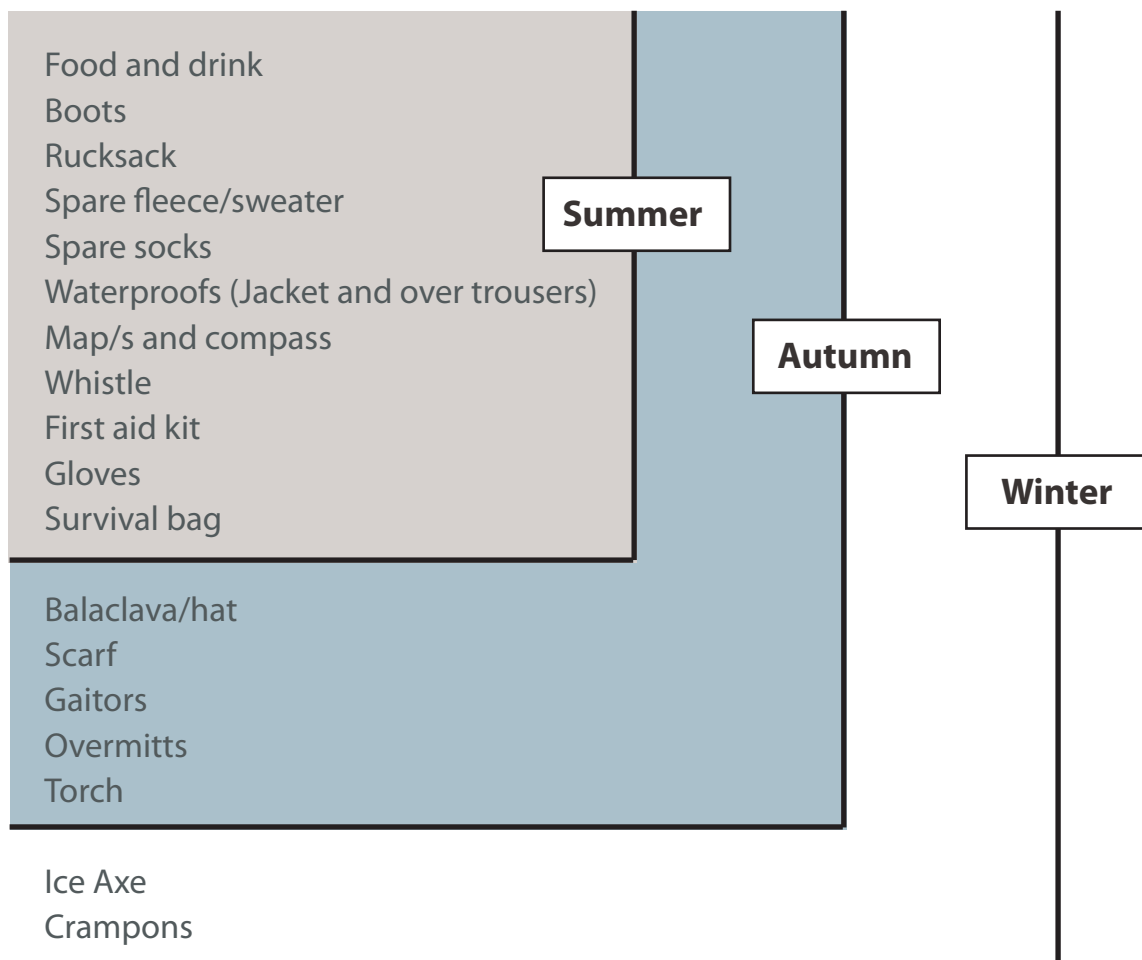 Food and drink
Boots
Rucksack
Spare fleece/sweater
Spare socks
Waterproofs (Jacket and over trousers)
Map/s and compass
Whistle
First aid kit
Gloves
Survival bag
Summer
Balaclava/hat
Scarf
Gaitors
Overmitts
Torch
Autumn
Ice Axe
Crampons
Winter